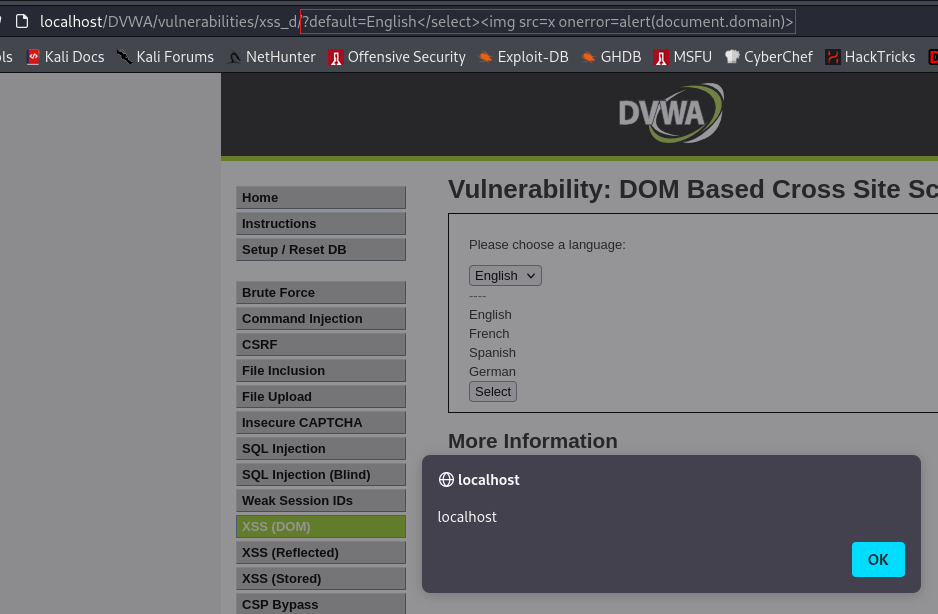 localhost/DVWA/vulnerabilities/xss_d/?default=English</select><img src=x onerror=alert(document.domain)>
ls Kali Docs Kali Forums NetHunter Offensive Security Exploit-DB GHDB MSFU CyberChef HackTricks
DVWA
Home
Instructions
Setup / Reset DB
Brute Force
Command Injection
CSRF
File Inclusion
File Upload
Insecure CAPTCHA
SQL Injection
SQL Injection (Blind)
Weak Session IDs
XSS (DOM)
XSS (Reflected)
XSS (Stored)
CSP Bypass
Vulnerability: DOM Based Cross Site Sc
Please choose a language:
English
----
English
French
Spanish
German
Select
More Information
localhost
localhost
OK